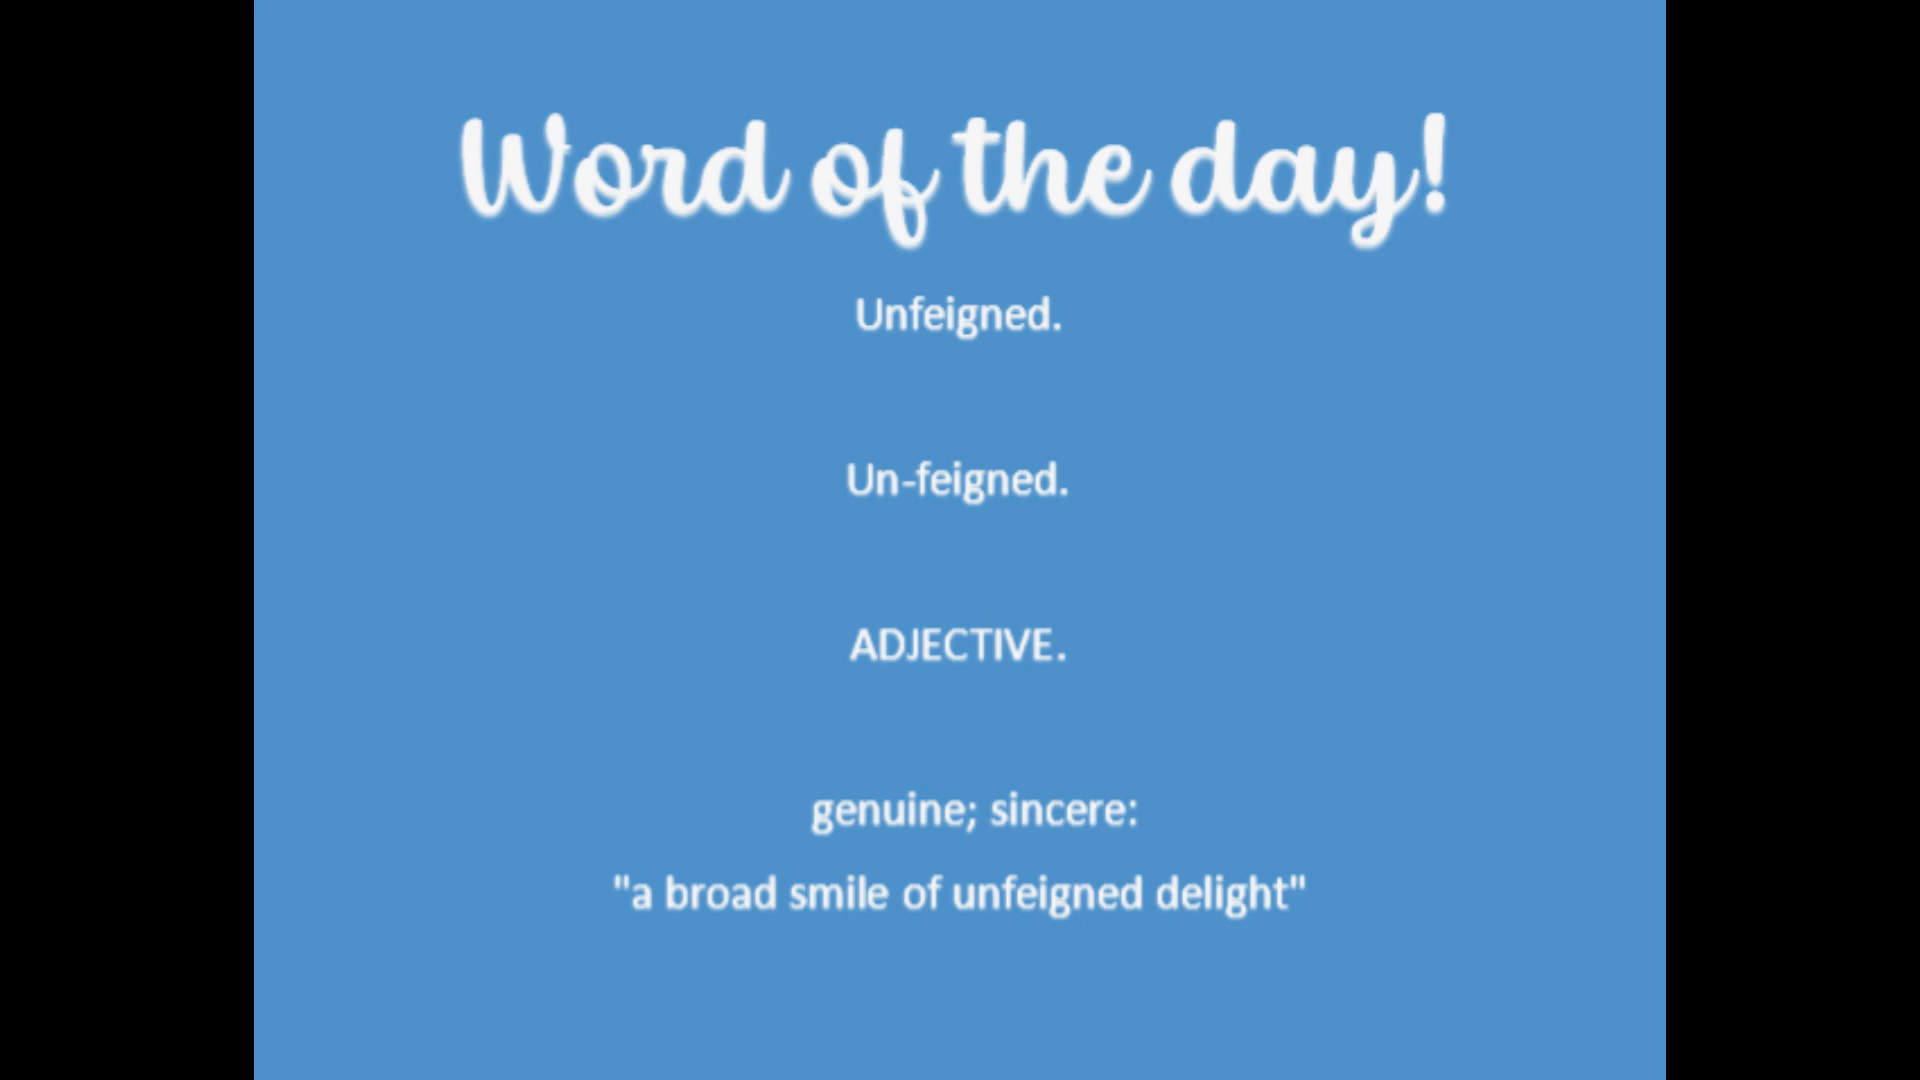 Word of the day!
Unfeigned.
Un-feigned.
ADJECTIVE.
genuine; sincere:
"a broad smile of unfeigned delight"